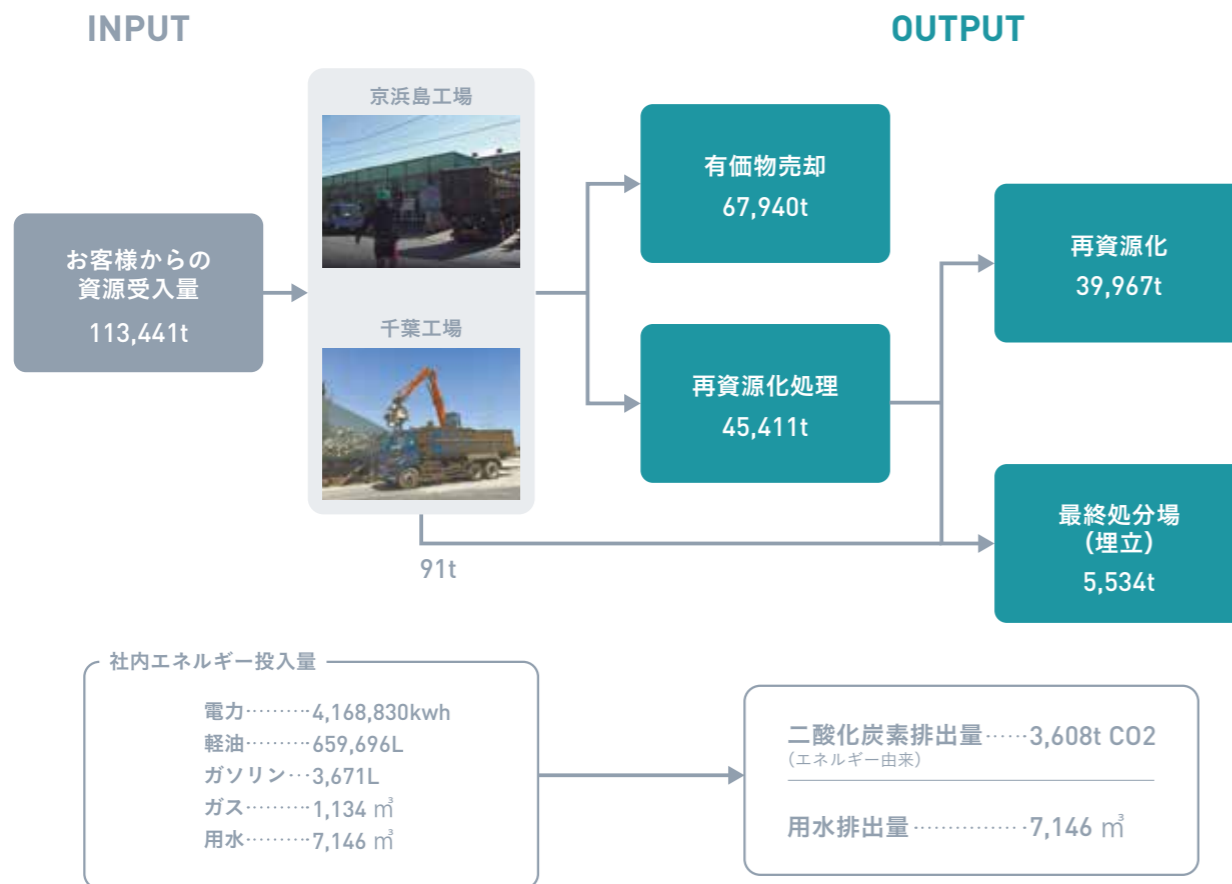 INPUT
OUTPUT
京浜島工場
千葉工場
お客様からの
資源受入量
113,441t
有価物売却
67,940t
再資源化処理
45,411t
再資源化
39,967t
最終処分場
(埋立)
5,534t
91t
社内エネルギー投入量
電力·········4,168,830kwh
軽油·········659,696L
ガソリン···3,671L
ガス·········1,134 ㎥
用水·········7,146 ㎥
二酸化炭素排出量······3,608t CO2
(エネルギー由来)
用水排出量···············7,146 ㎥